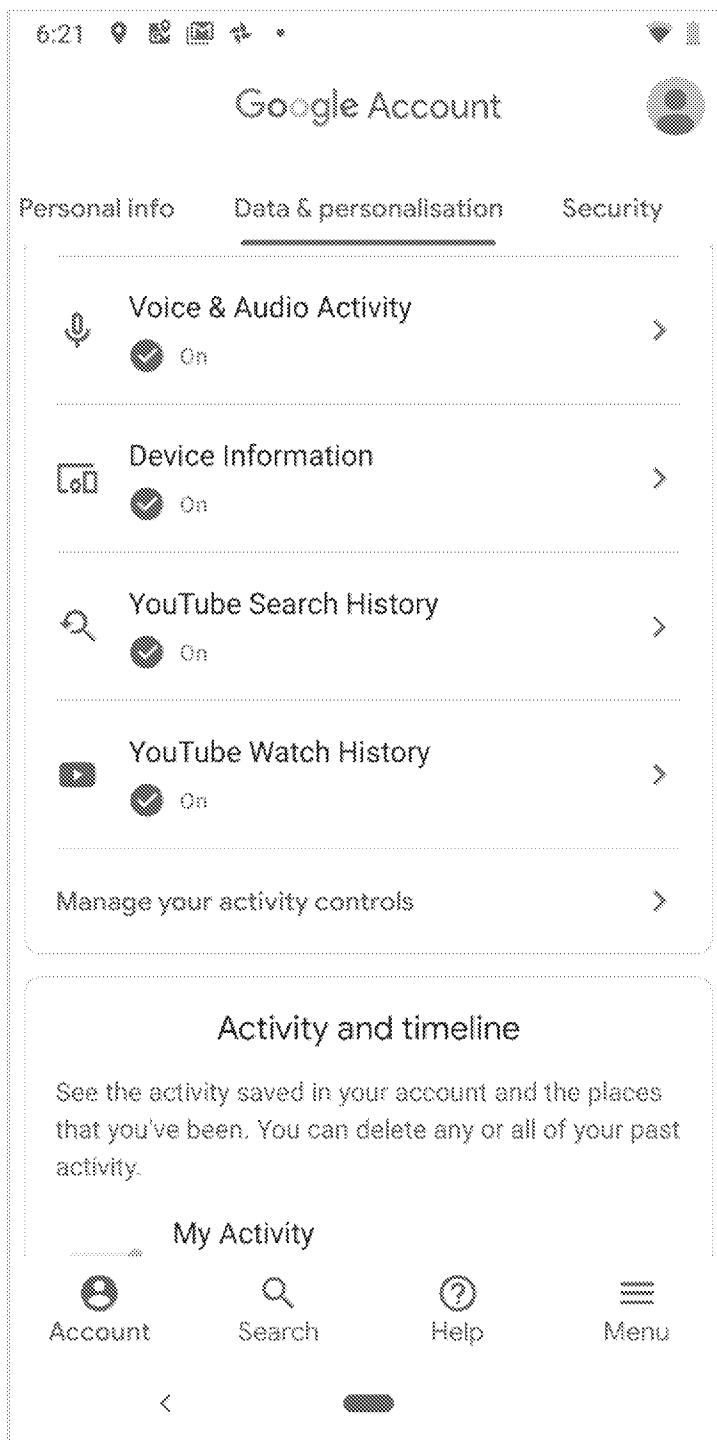 6:21
Google Account
Personal info Data & personalisation Security
Voice & Audio Activity
On
Device Information
On
YouTube Search History
On
YouTube Watch History
On
Manage your activity controls
Activity and timeline
See the activity saved in your account and the places
that you've been. You can delete any or all of your past
activity.
My Activity
Account Search Help Menu